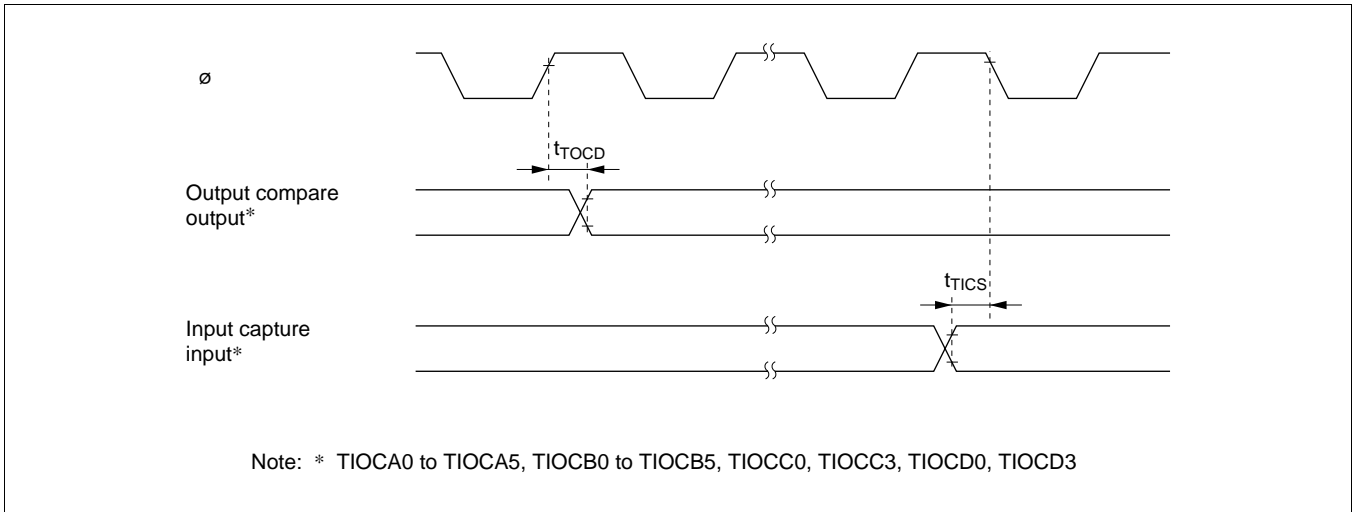 ø
tTOCD
Output compare
output*
tTICS
Input capture
input*
Note: * TIOCA0 to TIOCA5, TIOCB0 to TIOCB5, TIOCC0, TIOCC3, TIOCD0, TIOCD3